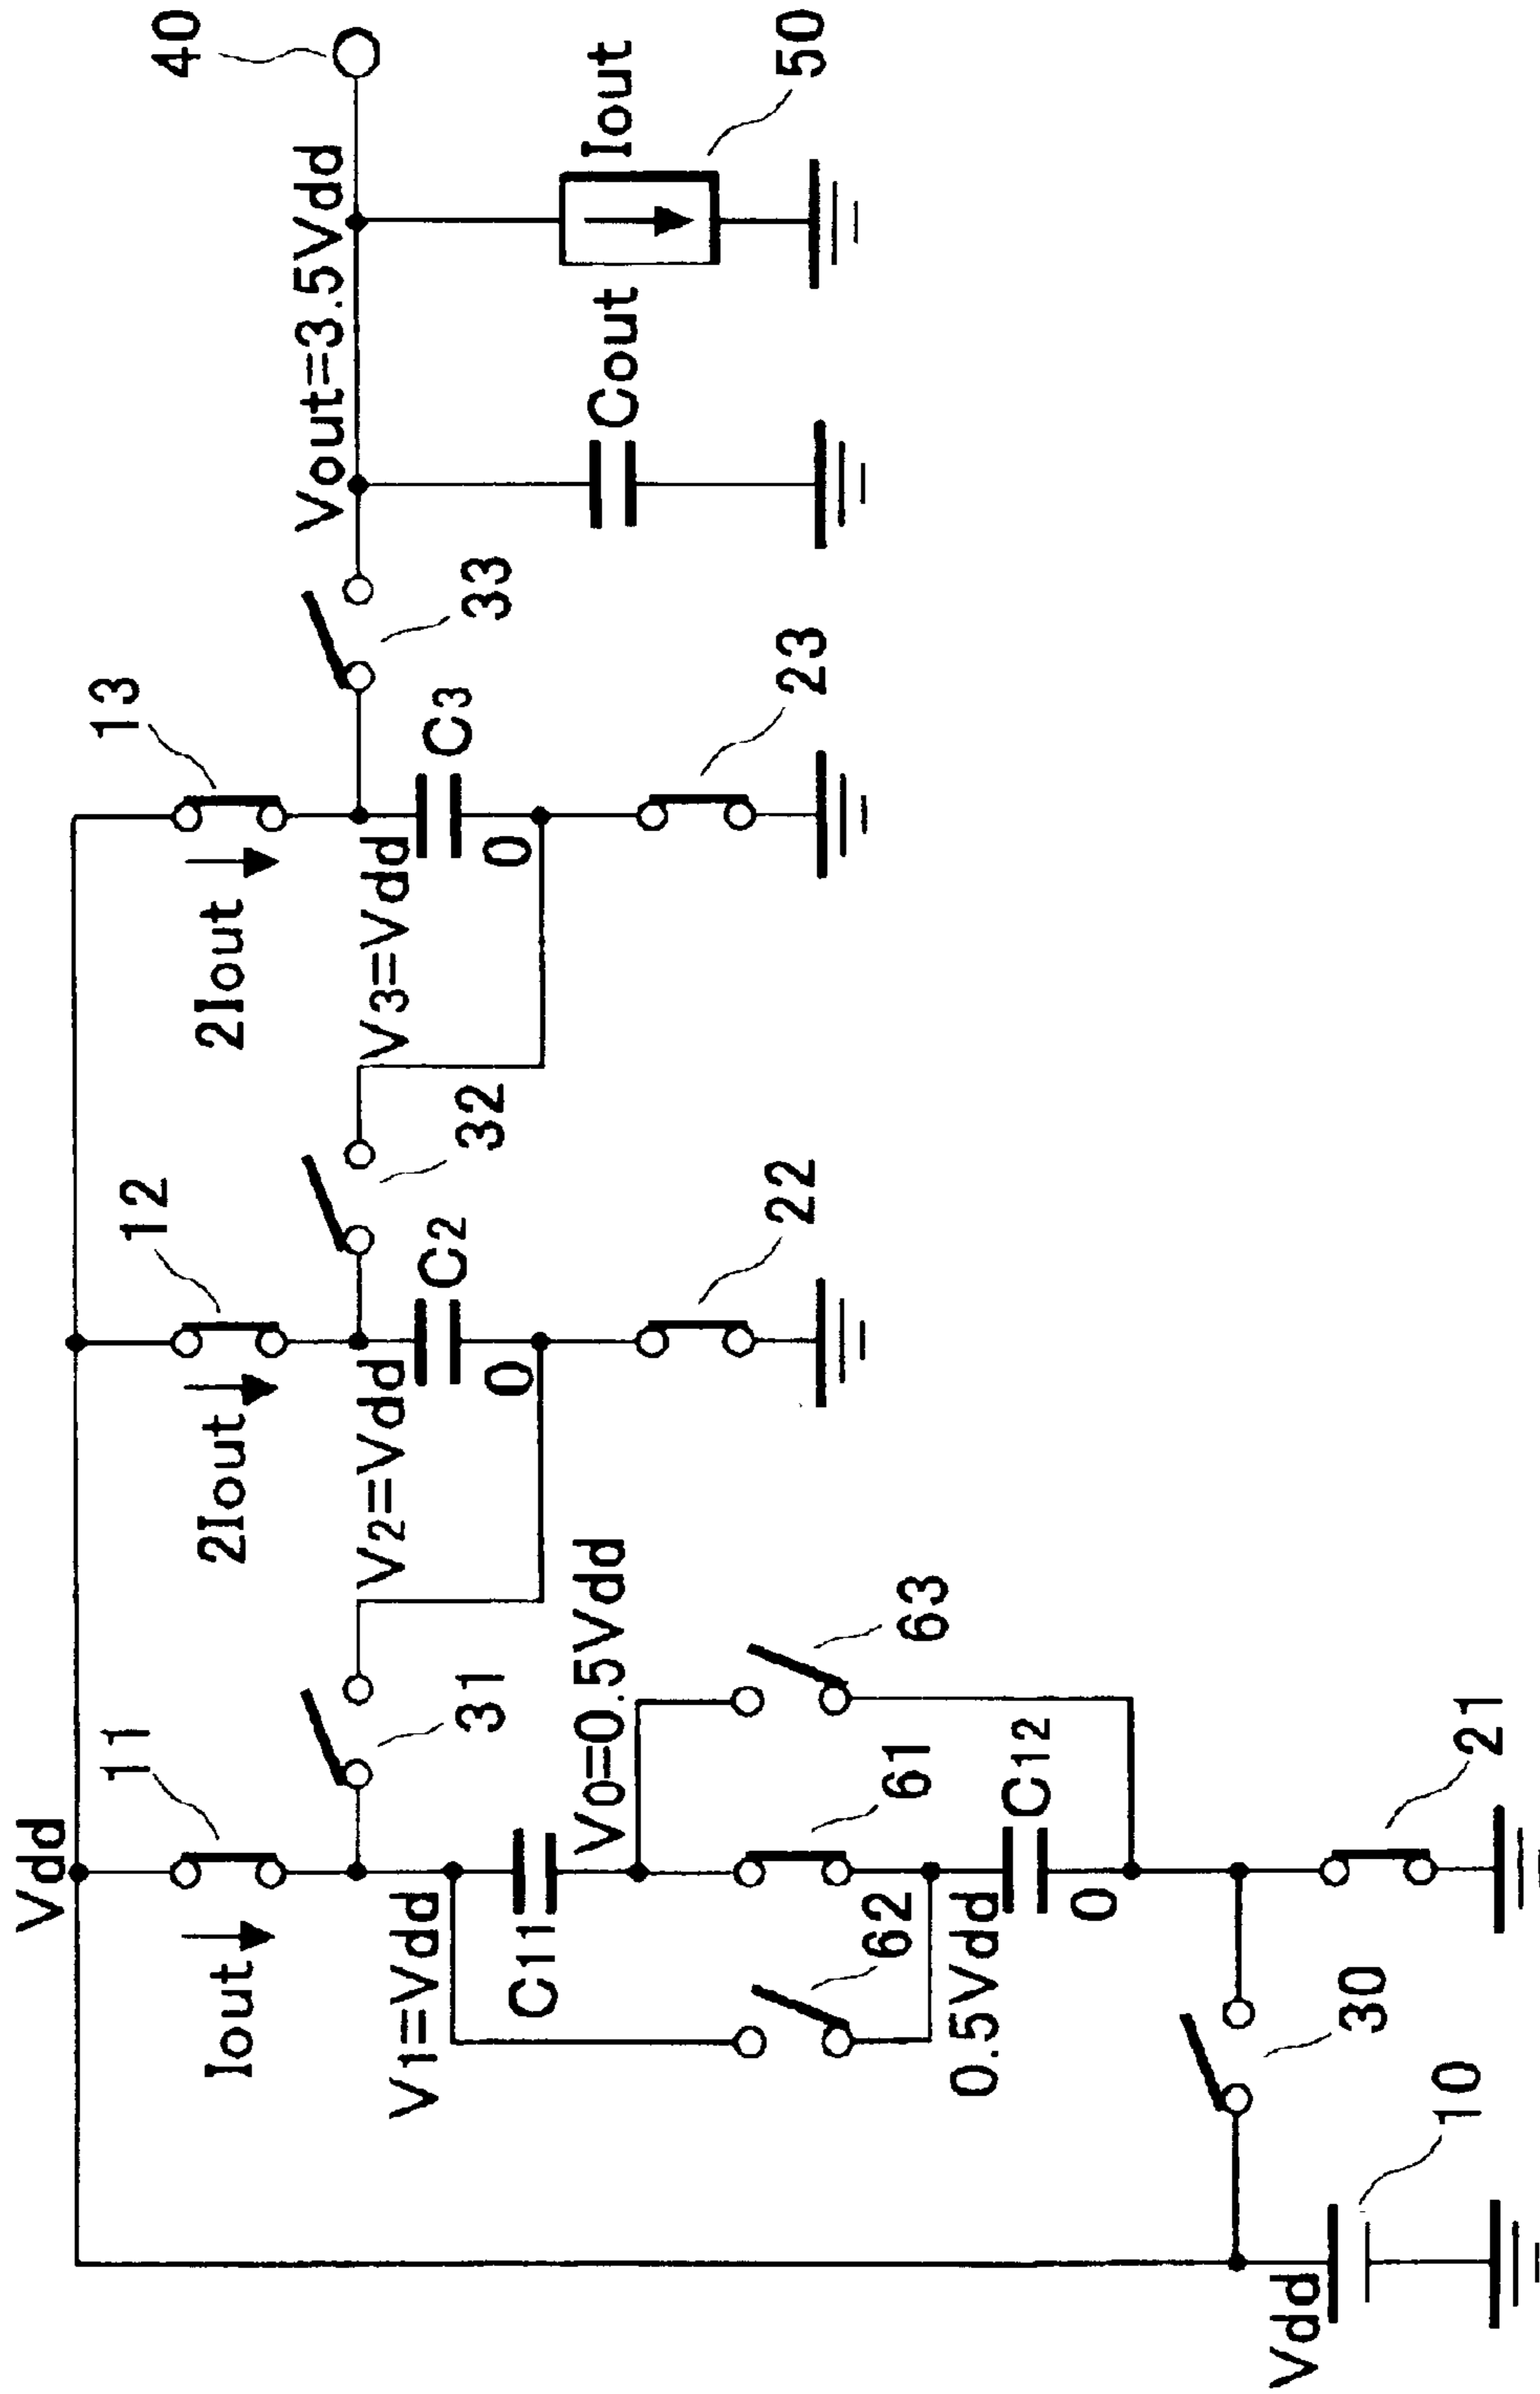 Vdd
11
12
13
Iout
2Iout
2Iout
Vout=3.5Vdd
40
V1=Vdd
31
V2=Vdd
32
V3=Vdd
33
C11
C2
C3
0
0
Cout
Iout
50
V0=0.5Vdd
62
61
63
22
23
0.5Vdd
C12
0
30
21
Vdd
10